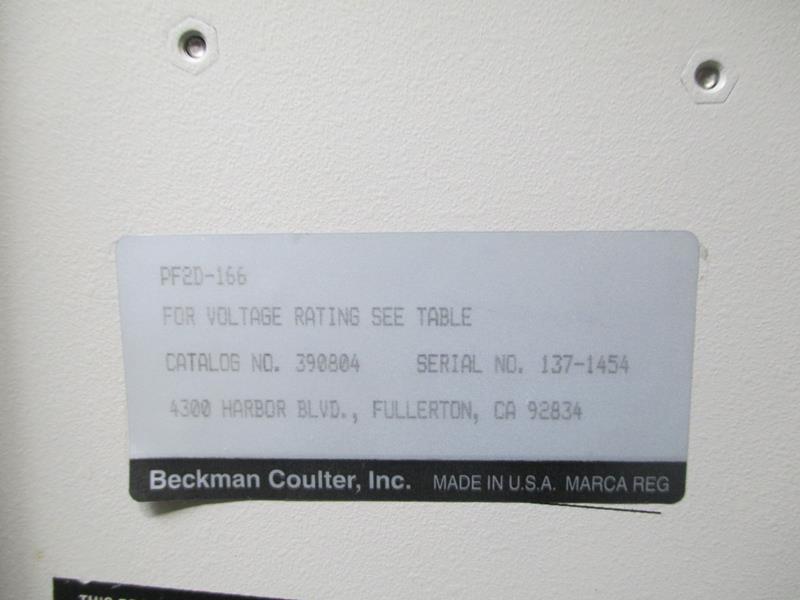 PF2D-166
FOR VOLTAGE RATING SEE TABLE
CATALOG NO. 390804 SERIAL NO. 137-1454
4300 HARBOR BLVD., FULLERTON, CA 92834
Beckman Coulter, Inc. MADE IN U.S.A. MARCA REG
THIS